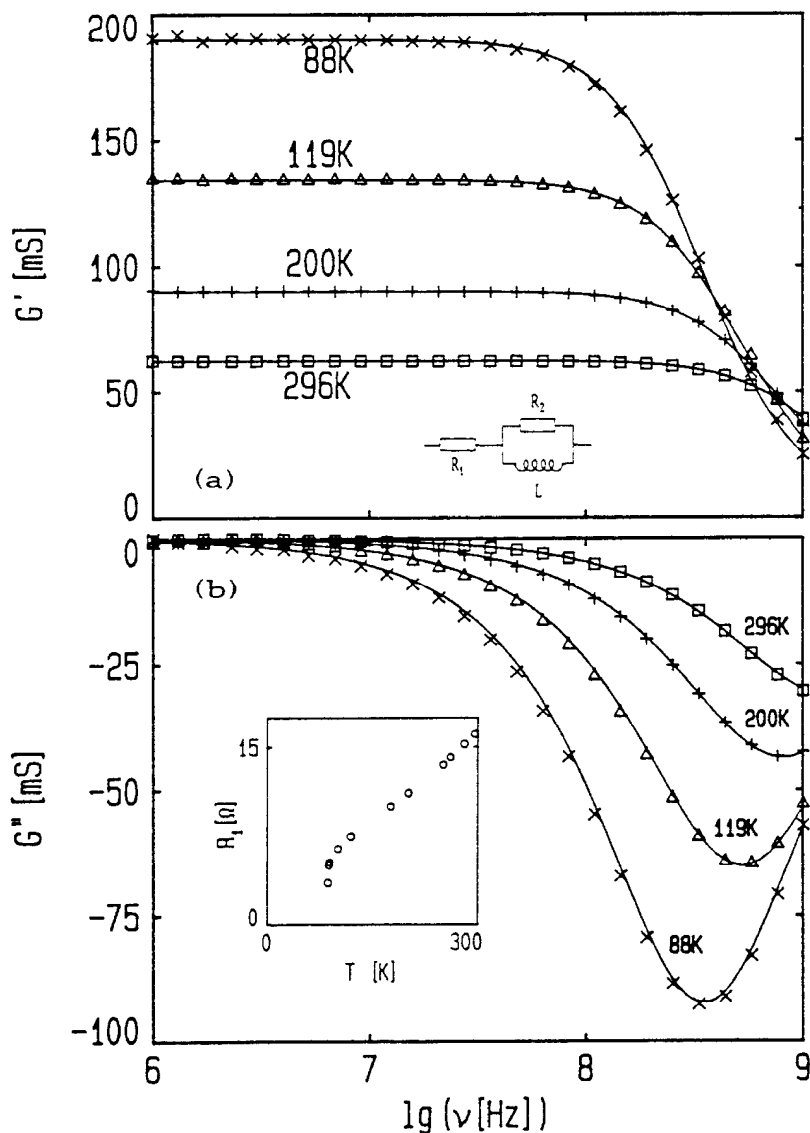 200
150
100
50
0
G' [mS]
88K
119K
200K
296K
(a)
R₁
R₂
L
0
-25
-50
-75
-100
G" [mS]
(b)
296K
200K
119K
88K
15
0
R₁ [Ω]
0
300
T [K]
6
7
8
9
lg (ν [Hz])